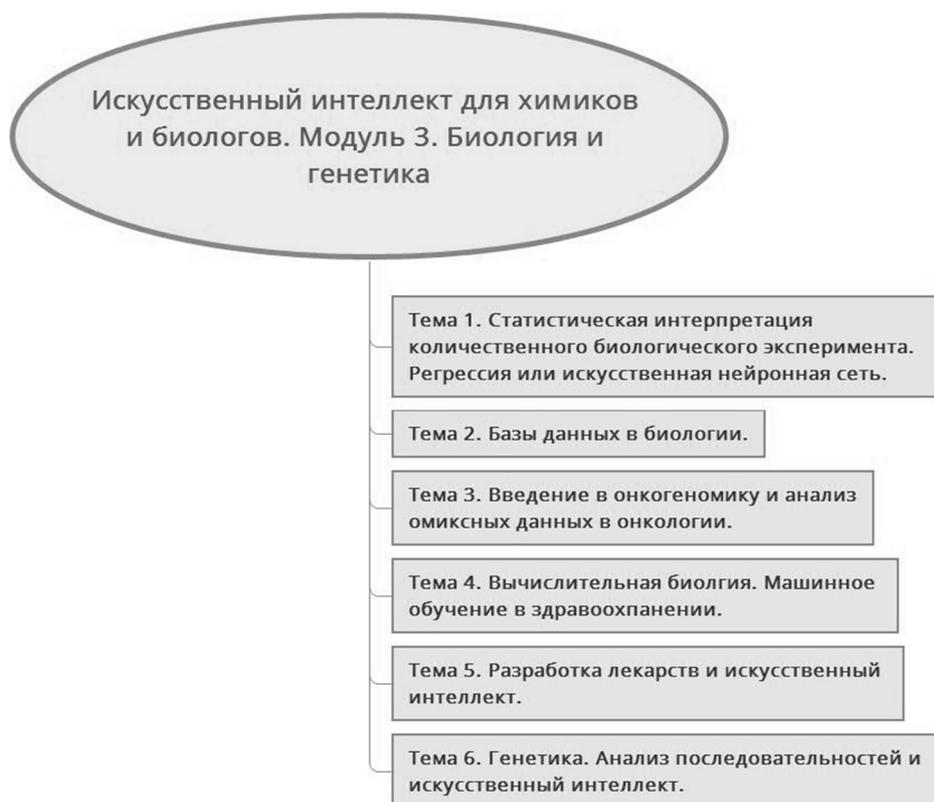 Искусственный интеллект для химиков
и биологов. Модуль 3. Биология и
генетика
Тема 1. Статистическая интерпретация
количественного биологического эксперимента.
Регрессия или искусственная нейронная сеть.
Тема 2. Базы данных в биологии.
Тема 3. Введение в онкогеномику и анализ
омиксных данных в онкологии.
Тема 4. Вычислительная биолгия. Машинное
обучение в здравоохпанении.
Тема 5. Разработка лекарств и искусственный
интеллект.
Тема 6. Генетика. Анализ последовательностей и
искусственный интеллект.